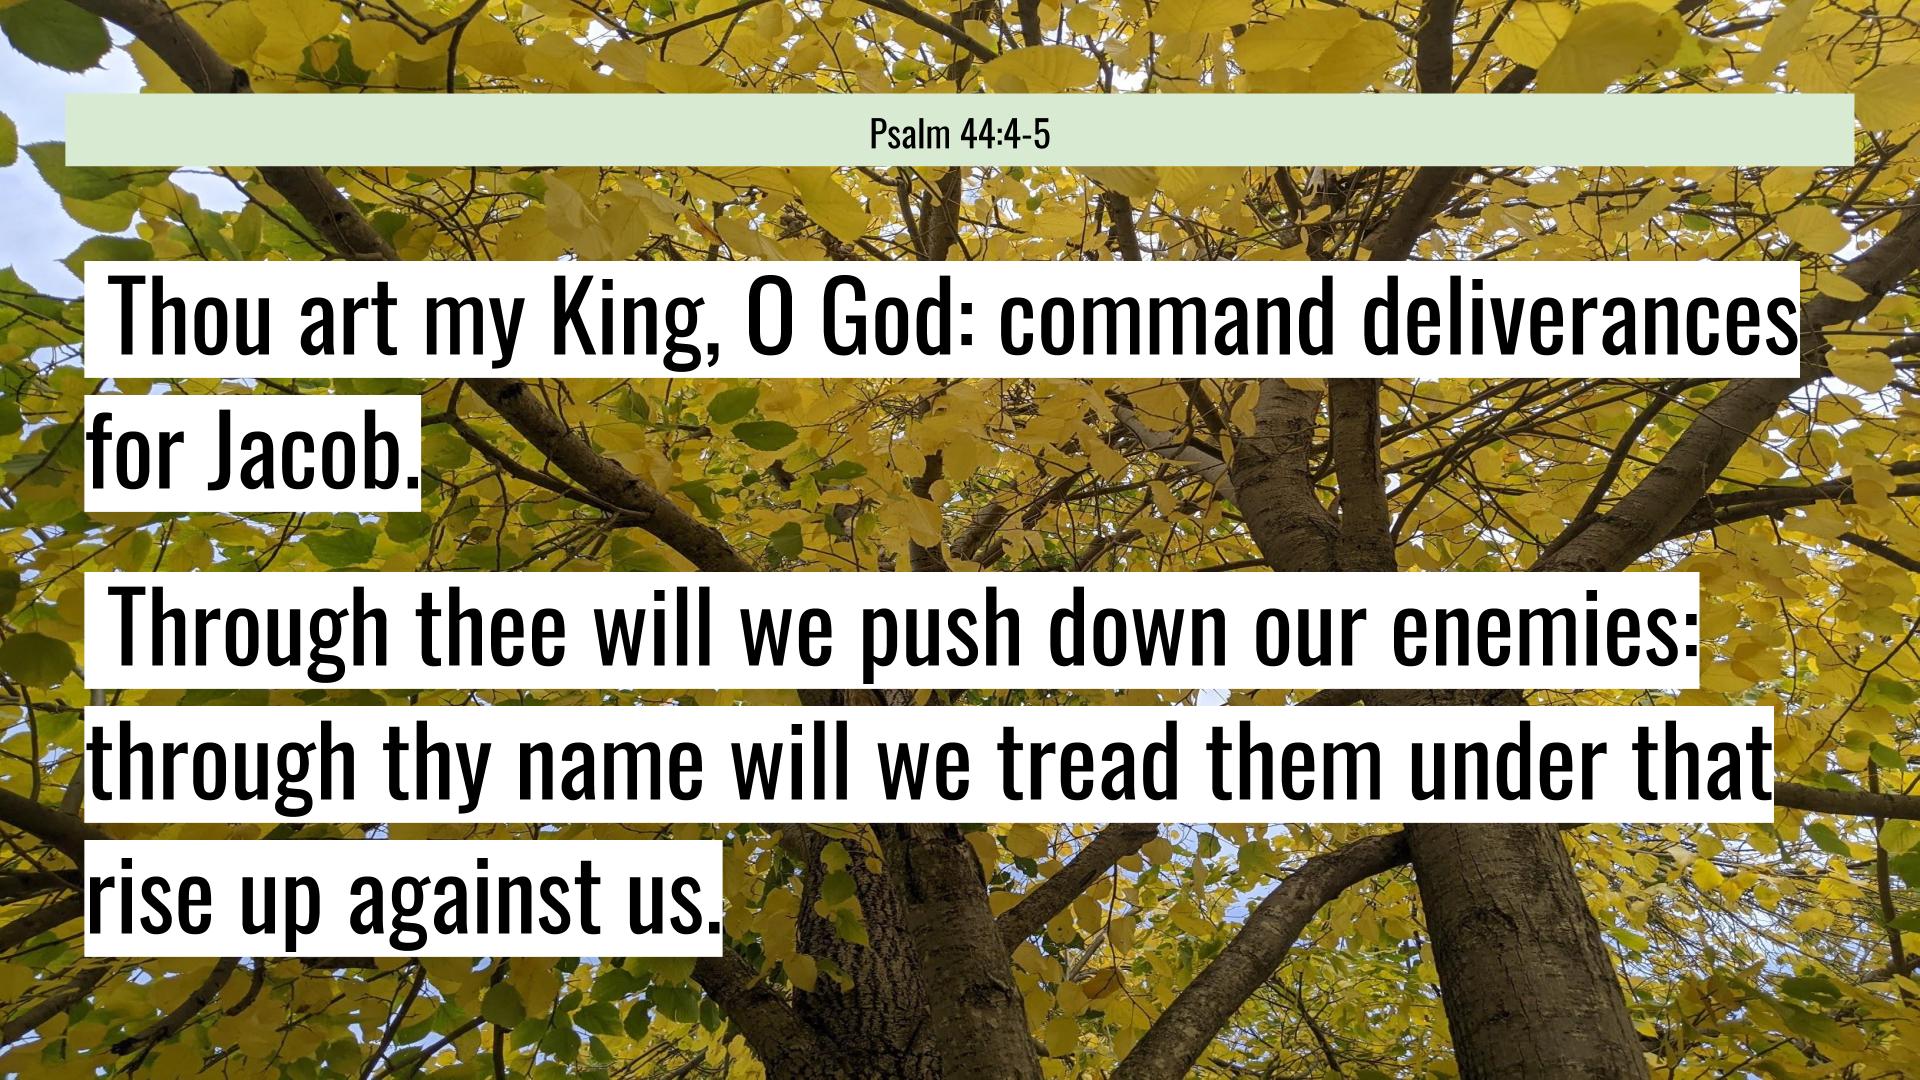 Psalm 44:4-5
Thou art my King, O God: command deliverances
for Jacob.
Through thee will we push down our enemies:
through thy name will we tread them under that
rise up against us.